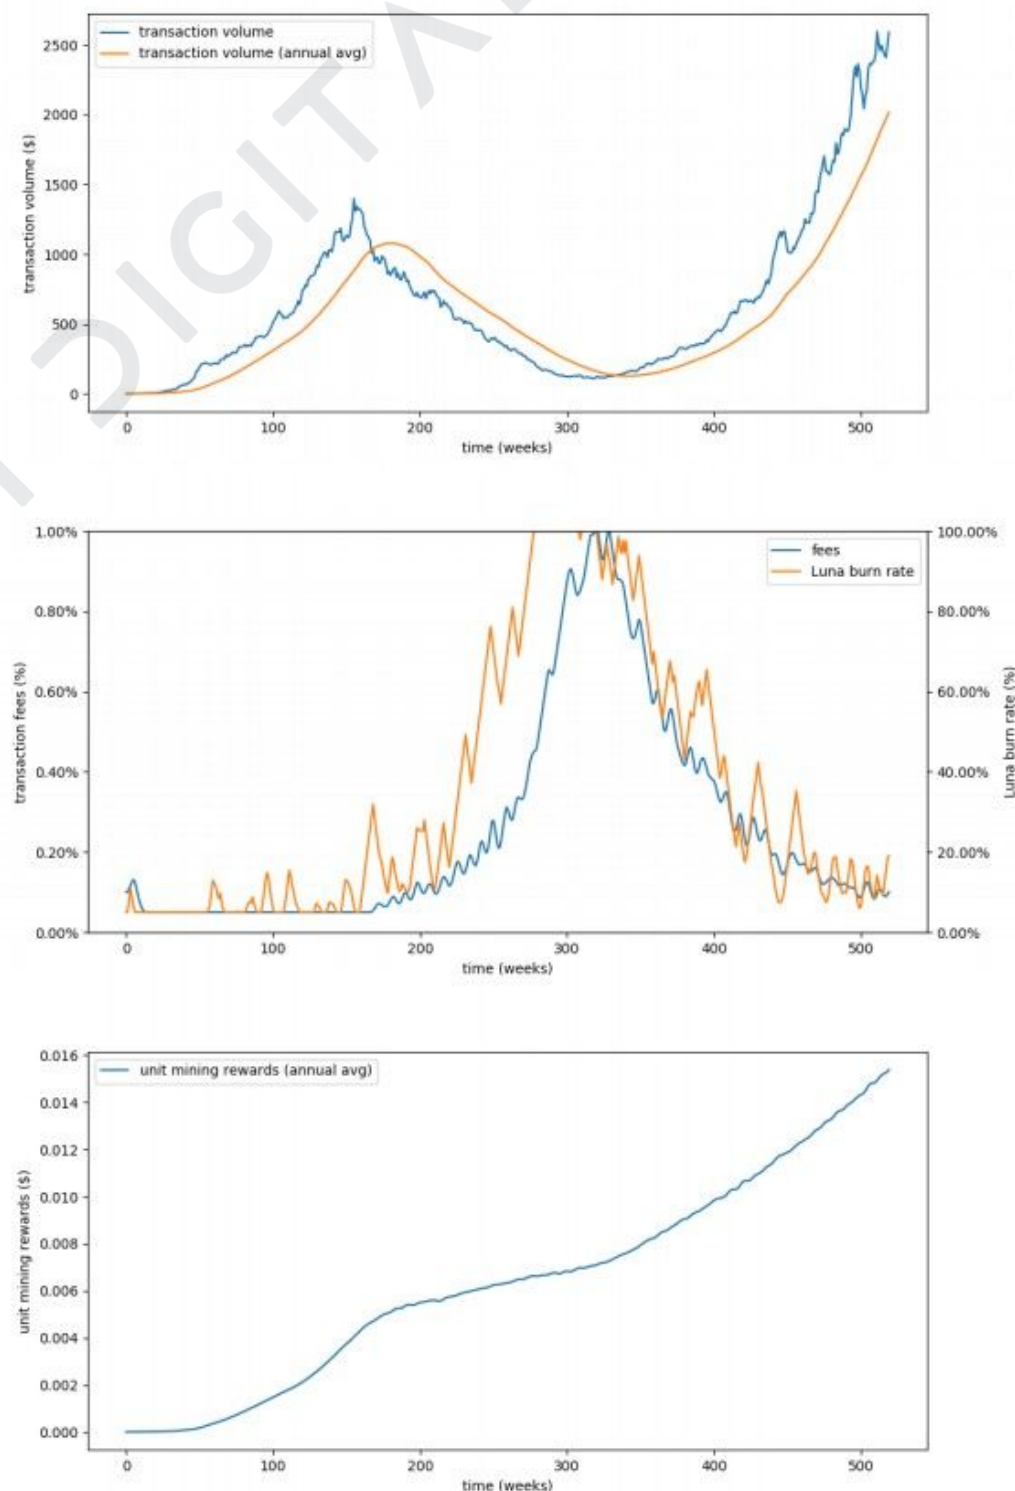 DIGITA
transaction volume
transaction volume (annual avg)
2500
2000
1500
1000
500
0
transaction volume ($)
0 100 200 300 400 500
time (weeks)
1.00%
0.80%
0.60%
0.40%
0.20%
0.00%
transaction fees (%)
fees
Luna burn rate
100.00%
80.00%
60.00%
40.00%
20.00%
0.00%
Luna burn rate (%)
0 100 200 300 400 500
time (weeks)
unit mining rewards (annual avg)
0.016
0.014
0.012
0.010
0.008
0.006
0.004
0.002
0.000
unit mining rewards ($)
0 100 200 300 400 500
time (weeks)